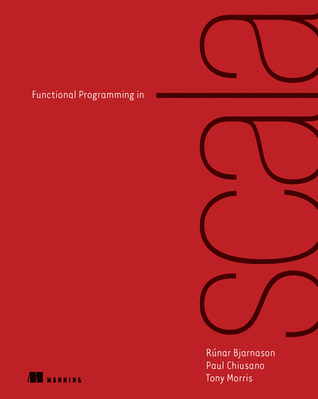 Functional Programming in
scala
Rúnar Bjarnason
Paul Chiusano
Tony Morris
MANNING